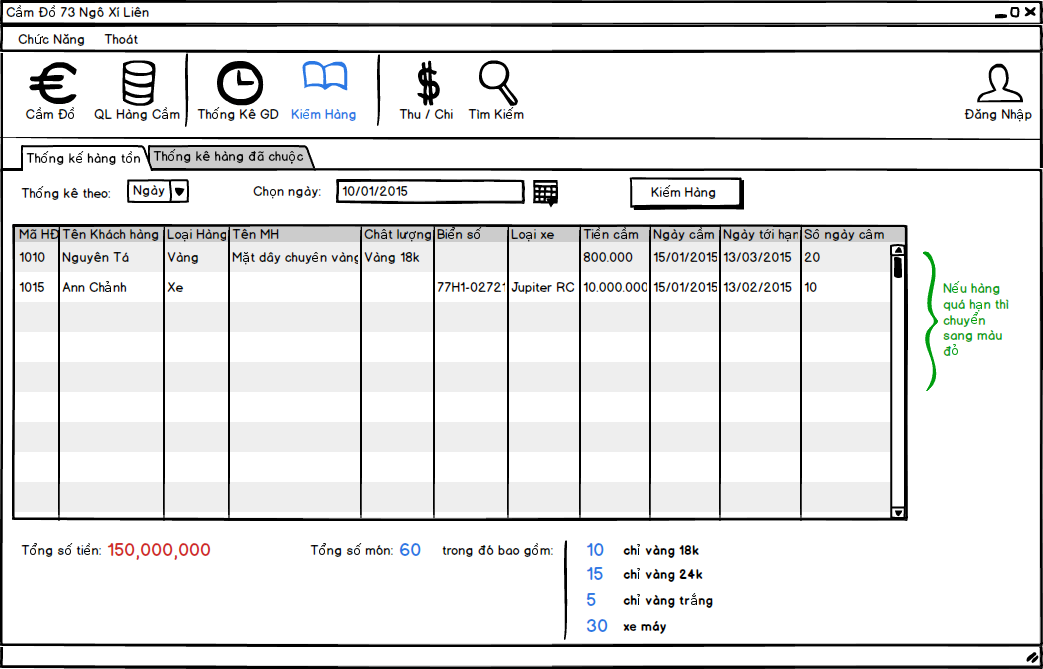 Cầm Đồ 73 Ngô Xí Liên
Chức Năng Thoát
Cầm Đồ QL Hàng Cầm Thống Kê GD Kiểm Hàng Thu / Chi Tìm Kiếm Đăng Nhập
Thống kế hàng tồn Thống kê hàng đã chuộc
Thống kê theo: Ngày Chọn ngày: 10/01/2015 Kiểm Hàng
Mã HĐ Tên Khách hàng Loại Hàng Tên MH Chất lượng Biển số Loại xe Tiền cầm Ngày cầm Ngày tới hạn Số ngày cầm
1010 Nguyên Tá Vàng Mặt dây chuyên vàng Vàng 18k 800.000 15/01/2015 13/03/2015 20
1015 Ann Chảnh Xe 77H1-02721 Jupiter RC 10.000.000 15/01/2015 13/02/2015 10
Nếu hàng
quá hạn thì
chuyển
sang màu
đỏ
Tổng số tiền: 150,000,000 Tổng số món: 60 trong đó bao gồm: 10 chỉ vàng 18k
15 chỉ vàng 24k
5 chỉ vàng trắng
30 xe máy